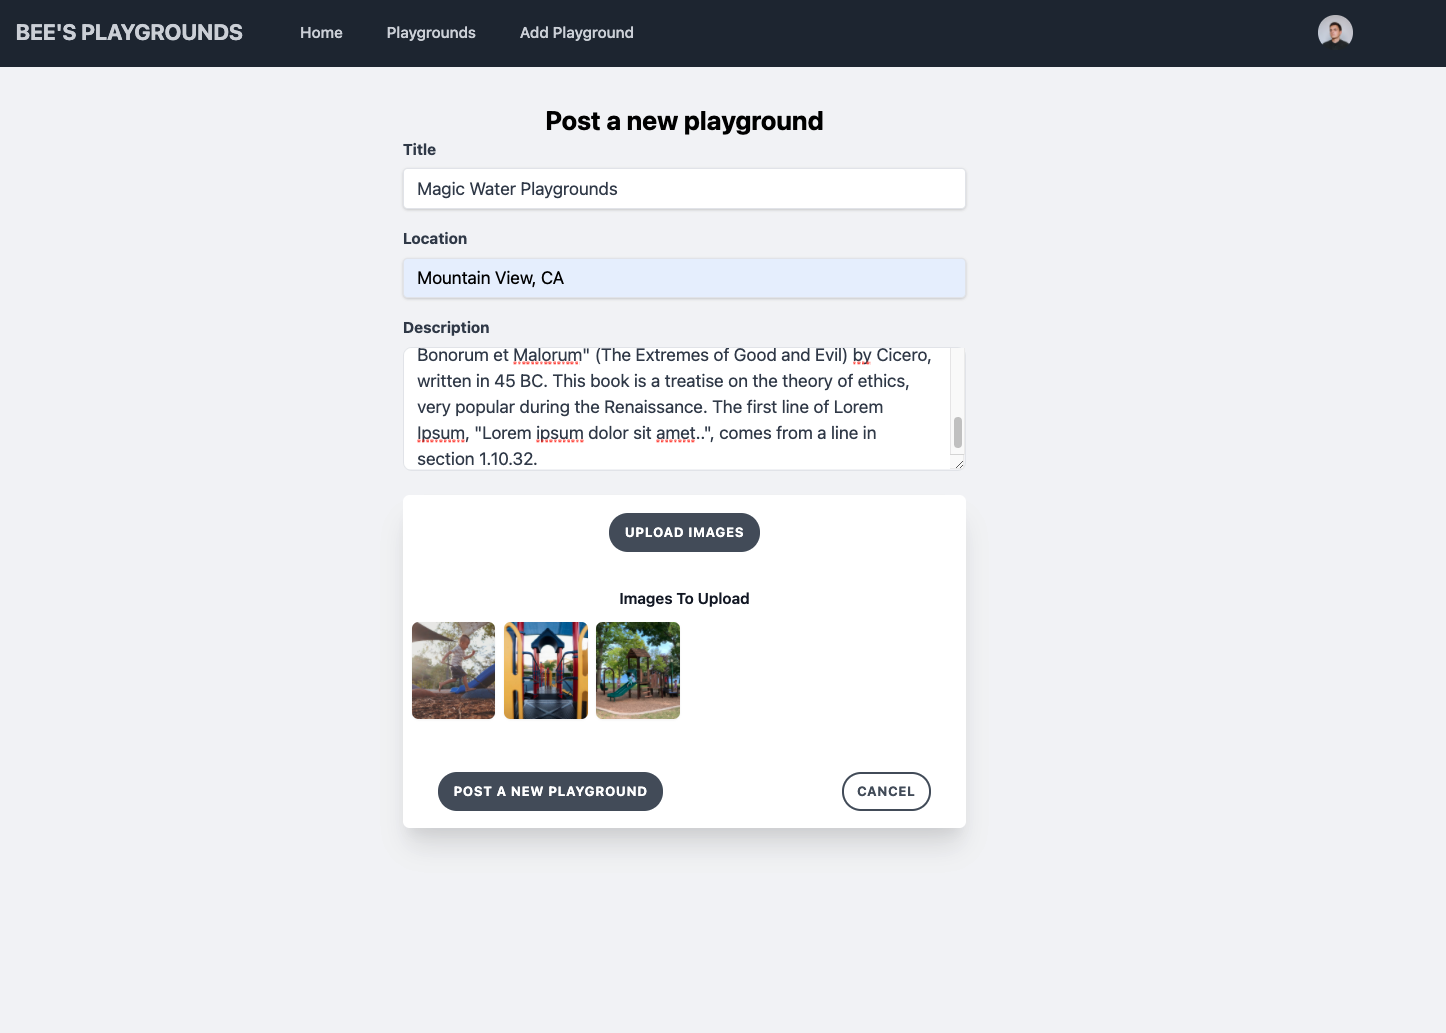 BEE'S PLAYGROUNDS Home Playgrounds Add Playground
Post a new playground
Title
Magic Water Playgrounds
Location
Mountain View, CA
Description
Bonorum et Malorum" (The Extremes of Good and Evil) by Cicero,
written in 45 BC. This book is a treatise on the theory of ethics,
very popular during the Renaissance. The first line of Lorem
Ipsum, "Lorem ipsum dolor sit amet..", comes from a line in
section 1.10.32.
UPLOAD IMAGES
Images To Upload
POST A NEW PLAYGROUND CANCEL